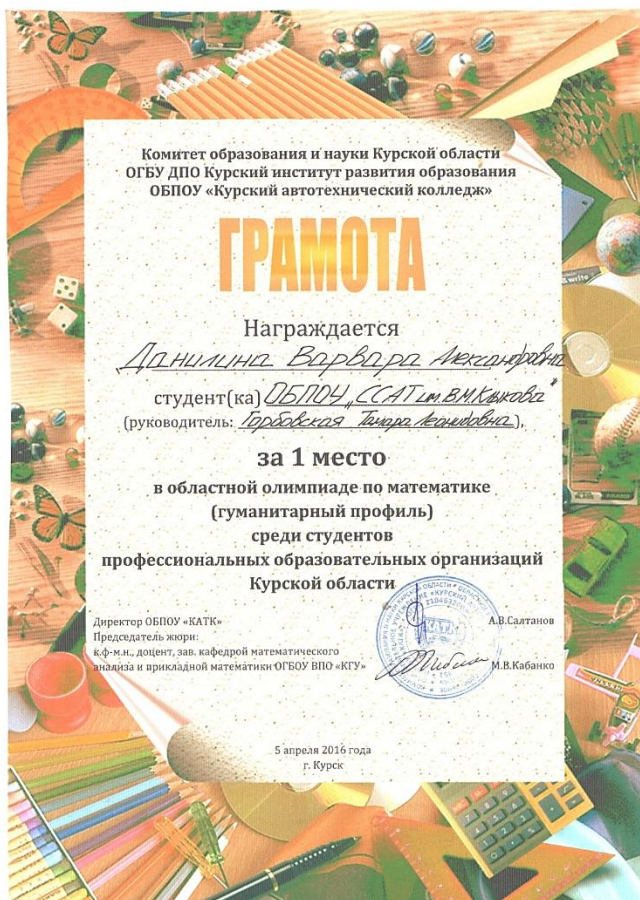 Комитет образования и науки Курской области
ОГБУ ДПО Курский институт развития образования
ОБПОУ «Курский автотехнический колледж»
ГРАМОТА
Награждается
Данилина Варвара Александровна
студент(ка) ОБПОУ „ССАТ им. В.М. Клыкова"
(руководитель: Горбовская Тамара Леонидовна),
за 1 место
в областной олимпиаде по математике
(гуманитарный профиль)
среди студентов
профессиональных образовательных организаций
Курской области
Директор ОБПОУ «КАТК» А.В.Салтанов
Председатель жюри:
к.ф-м.н., доцент, зав. кафедрой математического
анализа и прикладной математики ОГБОУ ВПО «КГУ» М.В.Кабанко
5 апреля 2016 года
г. Курск